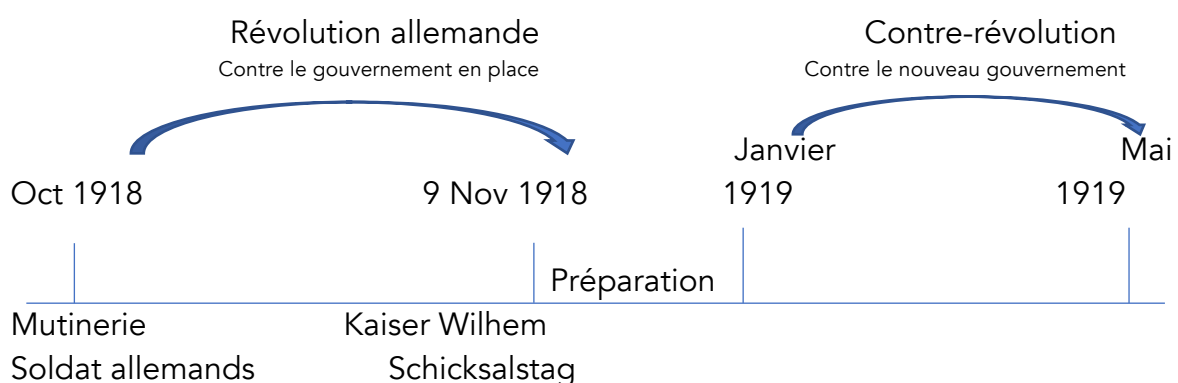 Révolution allemande
Contre le gouvernement en place
Contre-révolution
Contre le nouveau gouvernement
Janvier
Mai
Oct 1918
9 Nov 1918
1919
1919
Préparation
Mutinerie
Kaiser Wilhem
Soldat allemands
Schicksalstag